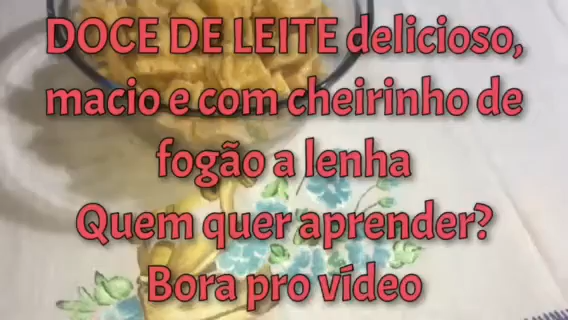 DOCE DE LEITE delicioso,
macio e com cheirinho de
fogão a lenha
Quem quer aprender?
Bora pro vídeo